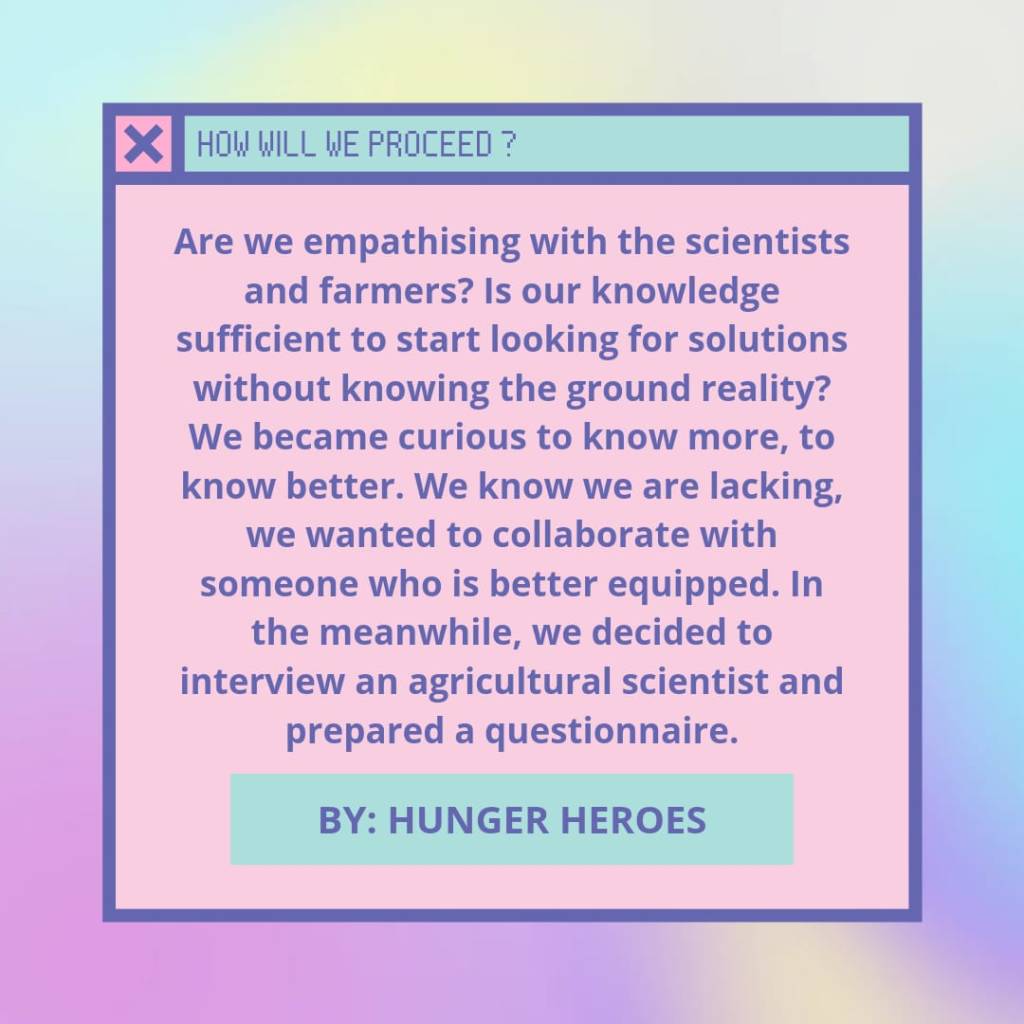 HOW WILL WE PROCEED ?
Are we empathising with the scientists
and farmers? Is our knowledge
sufficient to start looking for solutions
without knowing the ground reality?
We became curious to know more, to
know better. We know we are lacking,
we wanted to collaborate with
someone who is better equipped. In
the meanwhile, we decided to
interview an agricultural scientist and
prepared a questionnaire.
BY: HUNGER HEROES